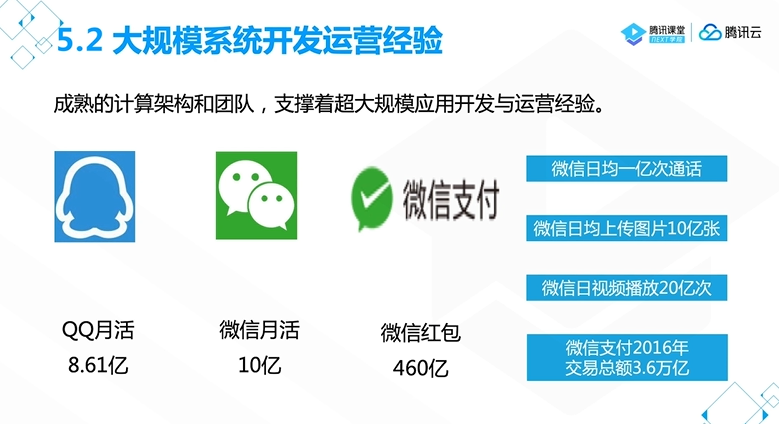 5.2 大规模系统开发运营经验
腾讯课堂
NEXT学院
腾讯云
成熟的计算架构和团队，支撑着超大规模应用开发与运营经验。
微信支付
QQ月活
8.61亿
微信月活
10亿
微信红包
460亿
微信日均一亿次通话
微信日均上传图片10亿张
微信日视频播放20亿次
微信支付2016年
交易总额3.6万亿